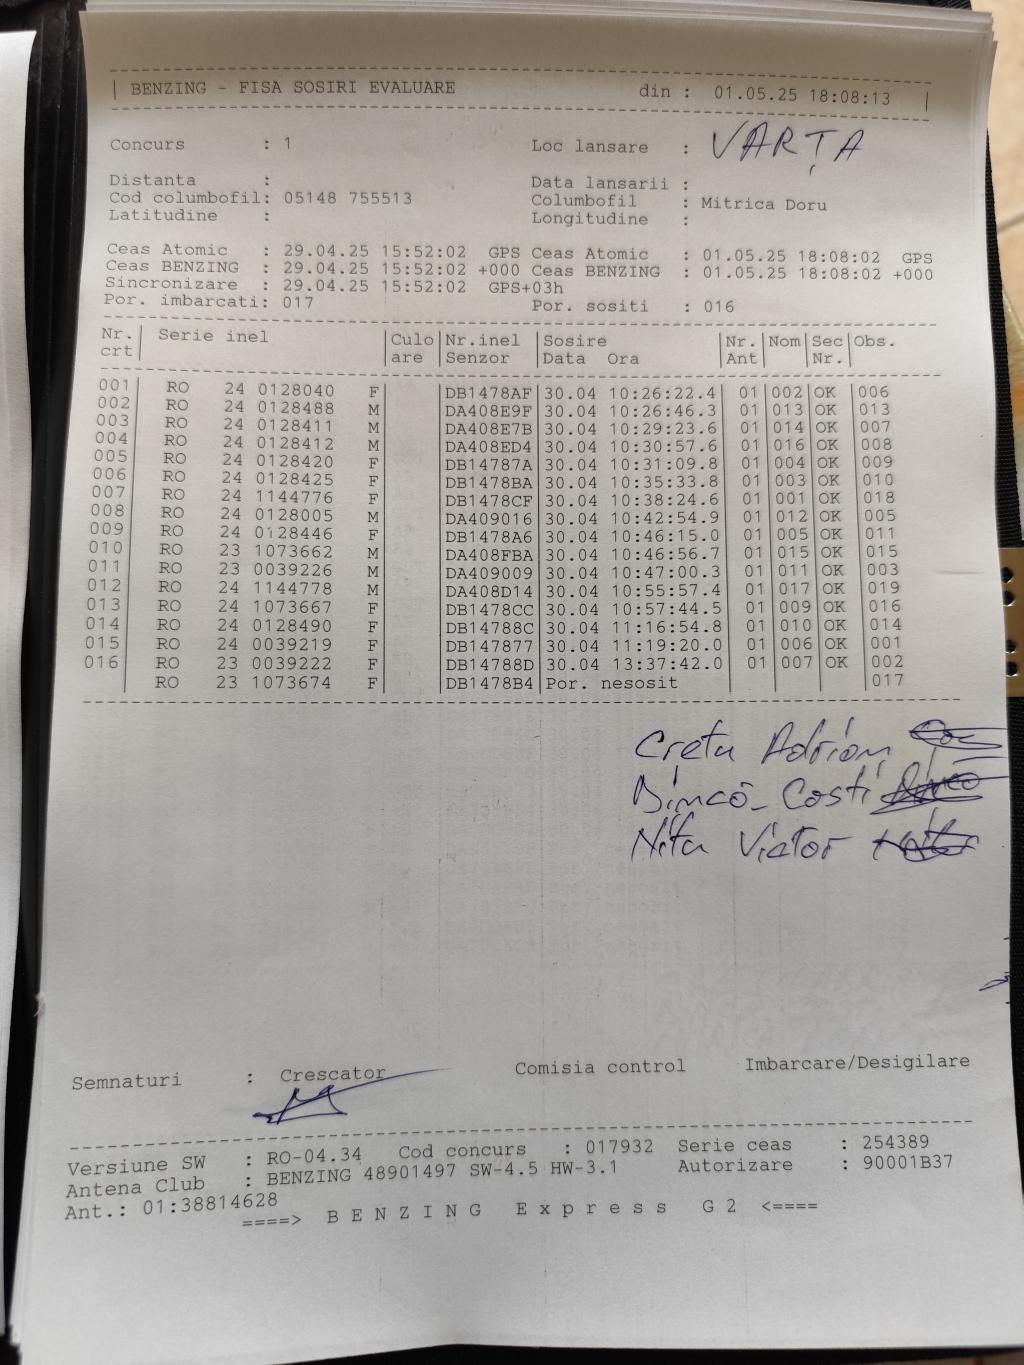 BENZING - FISA SOSIRI EVALUARE din : 01.05.25 18:08:13
Concurs : 1 Loc lansare : VARȚA
Distanta : Data lansarii :
Cod columbofil: 05148 755513 Columbofil : Mitrica Doru
Latitudine : Longitudine :
Ceas Atomic : 29.04.25 15:52:02 GPS Ceas Atomic : 01.05.25 18:08:02 GPS
Ceas BENZING : 29.04.25 15:52:02 +000 Ceas BENZING : 01.05.25 18:08:02 +000
Sincronizare : 29.04.25 15:52:02 GPS+03h
Por. imbarcati: 017 Por. sositi : 016
Nr. Serie inel Culo Nr.inel Sosire Nr. Nom Sec Obs.
crt are Senzor Data Ora Ant Nr.
001 RO 24 0128040 F DB1478AF 30.04 10:26:22.4 01 002 OK 006
002 RO 24 0128488 M DA408E9F 30.04 10:26:46.3 01 013 OK 013
003 RO 24 0128411 M DA408E7B 30.04 10:29:23.6 01 014 OK 007
004 RO 24 0128412 M DA408ED4 30.04 10:30:57.6 01 016 OK 008
005 RO 24 0128420 F DB14787A 30.04 10:31:09.8 01 004 OK 009
006 RO 24 0128425 F DB1478BA 30.04 10:35:33.8 01 003 OK 010
007 RO 24 1144776 F DB1478CF 30.04 10:38:24.6 01 001 OK 018
008 RO 24 0128005 M DA409016 30.04 10:42:54.9 01 012 OK 005
009 RO 24 0128446 F DB1478A6 30.04 10:46:15.0 01 005 OK 011
010 RO 23 1073662 M DA408FBA 30.04 10:46:56.7 01 015 OK 015
011 RO 23 0039226 M DA409009 30.04 10:47:00.3 01 011 OK 003
012 RO 24 1144778 M DA408D14 30.04 10:55:57.4 01 017 OK 019
013 RO 24 1073667 F DB1478CC 30.04 10:57:44.5 01 009 OK 016
014 RO 24 0128490 F DB14788C 30.04 11:16:54.8 01 010 OK 014
015 RO 24 0039219 F DB147877 30.04 11:19:20.0 01 006 OK 001
016 RO 23 0039222 F DB14788D 30.04 13:37:42.0 01 007 OK 002
RO 23 1073674 F DB1478B4 Por. nesosit 017
Cretu Adrian
Dincă Costi
Nita Victor
Semnaturi : Crescator Comisia control Imbarcare/Desigilare
Versiune SW : RO-04.34 Cod concurs : 017932 Serie ceas : 254389
Antena Club : BENZING 48901497 SW-4.5 HW-3.1 Autorizare : 90001B37
Ant.: 01:38814628
====> B E N Z I N G E x p r e s s G 2 <====